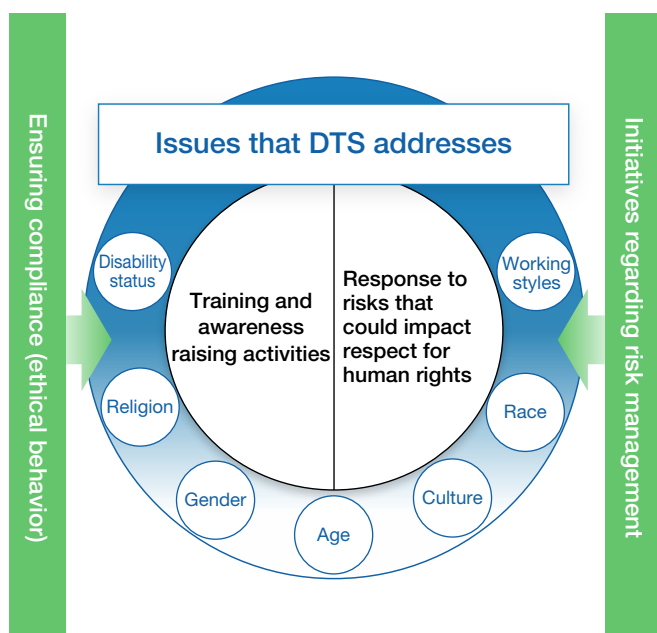 Issues that DTS addresses
Ensuring compliance (ethical behavior)
Initiatives regarding risk management
Training and
awareness
raising activities
Response to
risks that
could impact
respect for
human rights
Disability
status
Religion
Gender
Age
Culture
Race
Working
styles